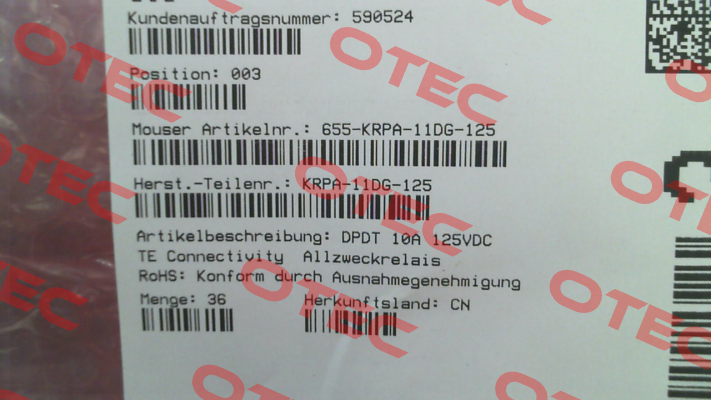 Kundenauftragsnummer: 590524
Position: 003
Mouser Artikelnr.: 655-KRPA-11DG-125
Herst.-Teilenr.: KRPA-11DG-125
Artikelbeschreibung: DPDT 10A 125VDC
TE Connectivity Allzweckrelais
RoHS: Konform durch Ausnahmegenehmigung
Menge: 36 Herkunftsland: CN
OTEC
OTEC
OTEC
OTEC
OTEC
OTEC
OTEC
OTEC
OTEC
OTEC